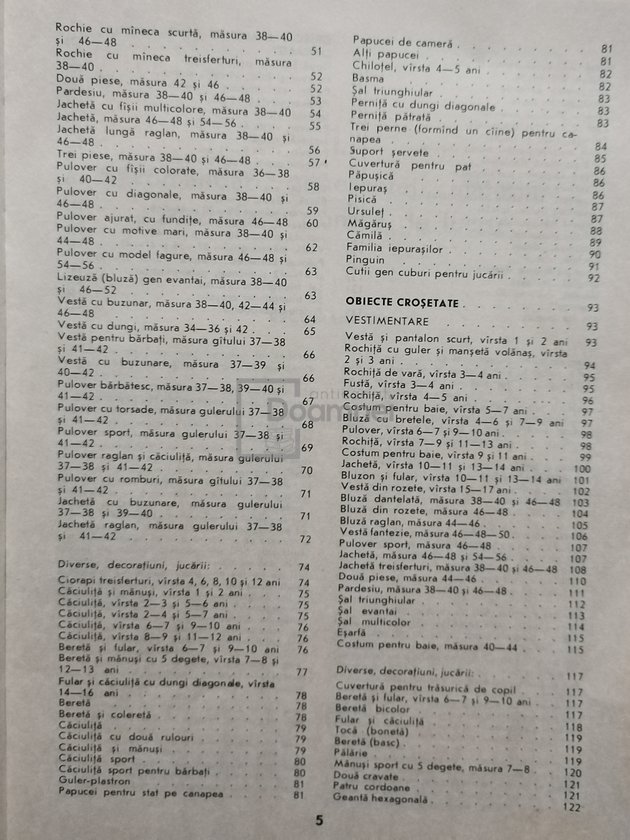 Rochie cu mîneca scurtă, măsura 38—40
și 46—48 . . . . . . . . . . 51
Rochie cu mîneca treisferturi, măsura
38—40 . . . . . . . . . . . 52
Două piese, măsura 42 și 46 . . . . 52
Pardesiu, măsura 38—40 și 46—48 . . . 53
Jachetă cu fîșii multicolore, măsura 38—40 54
Jachetă, măsura 46—48 și 54—56 . . . . 55
Jachetă lungă raglan, măsura 38—40 și
46—48 . . . . . . . . . . . 56
Trei piese, măsura 38—40 și 46—48 . . . 57
Pulover cu fîșii colorate, măsura 36—38
și 40—42 . . . . . . . . . . 58
Pulover cu diagonale, măsura 38—40 și
46—48 . . . . . . . . . . . 59
Pulover ajurat, cu fundițe, măsura 46—48 60
Pulover cu motive mari, măsura 38—40 și
44—48 . . . . . . . . . . . 62
Pulover cu model fagure, măsura 46—48 și
54—56 . . . . . . . . . . . 63
Lizeuză (bluză) gen evantai, măsura 38—40
și 46—52 . . . . . . . . . . 63
Vestă cu buzunar, măsura 38—40, 42—44 și
46—48 . . . . . . . . . . . 64
Vestă cu dungi, măsura 34—36 și 42 . . . 65
Vestă pentru bărbați, măsura gîtului 37—38
și 41—42 . . . . . . . . . . 66
Vestă cu buzunare, măsura 37—39 și
40—42 . . . . . . . . . . . 66
Pulover bărbătesc, măsura 37—38, 39—40 și
41—42 . . . . . . . . . . . 67
Pulover cu torsade, măsura gulerului 37—38
și 41—42 . . . . . . . . . . 68
Pulover sport, măsura gulerului 37—38 și
41—42 . . . . . . . . . . . 69
Pulover raglan și căciuliță, măsura gulerului
37—38 și 41—42 . . . . . . . . 70
Pulover cu romburi, măsura gîtului 37—38
și 41—42 . . . . . . . . . . 71
Jachetă cu buzunare, măsura gulerului
37—38 și 39—40 . . . . . . . . 71
Jachetă raglan, măsura gulerului 37—38
și 41—42 . . . . . . . . . . 72
Diverse, decorațiuni, jucării: . . . . . 74
Ciorapi treisferturi, vîrsta 4, 6, 8, 10 și 12 ani 74
Căciuliță și mănuși, vîrsta 1 și 2 ani . . . 75
Căciuliță, vîrsta 2—3 și 5—6 ani . . . . 75
Căciuliță, vîrsta 2—4 și 5—7 ani . . . . 75
Căciuliță, vîrsta 6—7 și 9—10 ani . . . . 76
Căciuliță, vîrsta 8—9 și 11—12 ani . . . . 76
Beretă și fular, vîrsta 6—7 și 9—10 ani 76
Beretă și mănuși cu 5 degete, vîrsta 7—8 și
12—13 ani . . . . . . . . . . 77
Fular și căciuliță cu dungi diagonale, vîrsta
14—16 ani . . . . . . . . . . 78
Beretă . . . . . . . . . . . 78
Beretă și coleretă . . . . . . . . 78
Căciuliță . . . . . . . . . . . 79
Căciuliță cu două rulouri . . . . . . 79
Căciuliță și mănuși . . . . . . . . 79
Căciuliță sport . . . . . . . . . 80
Căciuliță sport pentru bărbați . . . . . 80
Guler-plastron . . . . . . . . . 81
Papucei pentru stat pe canapea . . . . . 81
Papucei de cameră . . . . . . . . 81
Alți papucei . . . . . . . . . . 81
Chiloțel, vîrsta 4—5 ani . . . . . . . 82
Basma . . . . . . . . . . . . 82
Șal triunghiular . . . . . . . . . 83
Perniță cu dungi diagonale . . . . . . 83
Perniță pătrată . . . . . . . . . 83
Trei perne (formînd un cîine) pentru ca-
napea . . . . . . . . . . . . 84
Suport șervete . . . . . . . . . 85
Cuvertură pentru pat . . . . . . . 86
Păpușică . . . . . . . . . . . 86
Iepuraș . . . . . . . . . . . 86
Pisică . . . . . . . . . . . . 87
Ursuleț . . . . . . . . . . . 87
Măgăruș . . . . . . . . . . . 88
Cămilă . . . . . . . . . . . . 89
Familia iepurașilor . . . . . . . . 90
Pinguin . . . . . . . . . . . 91
Cutii gen cuburi pentru jucării . . . . . 92
OBIECTE CROȘETATE . . . . . . . 93
VESTIMENTARE . . . . . . . . . 93
Vestă și pantalon scurt, vîrsta 1 și 2 ani 93
Rochiță cu guler și manșetă volănaș, vîrsta
2 și 3 ani . . . . . . . . . . 94
Rochiță de vară, vîrsta 3—4 ani . . . . . 95
Fustă, vîrsta 3—4 ani . . . . . . . 95
Rochiță, vîrsta 4—5 ani . . . . . . . 96
Costum pentru baie, vîrsta 5—7 ani . . . 97
Bluză cu bretele, vîrsta 4—6 și 7—9 ani 97
Pulover, vîrsta 6—7 și 9—10 ani . . . . 98
Rochiță, vîrsta 7—9 și 11—13 ani . . . . 98
Costum pentru baie, vîrsta 9 și 11 ani . . 99
Jachetă, vîrsta 10—11 și 13—14 ani . . . 100
Bluzon și fular, vîrsta 10—11 și 13—14 ani 101
Vestă din rozete, vîrsta 15—17 ani . . . . 102
Bluză dantelată, măsura 38—40 și 46—48 103
Bluză din rozete, măsura 46—48 . . . . 104
Bluză raglan, măsura 44—46 . . . . . 105
Vestă fantezie, măsura 46—48—50 . . . . 106
Pulover sport, măsura 46—48 . . . . . 107
Jachetă, măsura 46—48 și 54—56 . . . . 107
Jachetă treisferturi, măsura 38—40 și 46—48 108
Două piese, măsura 44—46 . . . . . . 110
Pardesiu, măsura 38—40 și 46—48 . . . . 111
Șal triunghiular . . . . . . . . . 112
Șal evantai . . . . . . . . . . 113
Șal multicolor . . . . . . . . . 114
Eșarfă . . . . . . . . . . . . 115
Costum pentru baie, măsura 40—44 . . . 115
Diverse, decorațiuni, jucării: . . . . . 117
Cuvertură pentru trăsurică de copil . . . 117
Beretă și fular, vîrsta 6—7 și 9—10 ani . . 117
Beretă bicolor . . . . . . . . . 117
Fular și căciuliță . . . . . . . . 118
Tocă (bonetă) . . . . . . . . . 118
Beretă (basc) . . . . . . . . . 119
Pălărie . . . . . . . . . . . 119
Mănuși sport cu 5 degete, măsura 7—8 . . 119
Două cravate . . . . . . . . . 120
Patru cordoane . . . . . . . . . 121
Geantă hexagonală . . . . . . . . 121
122
5